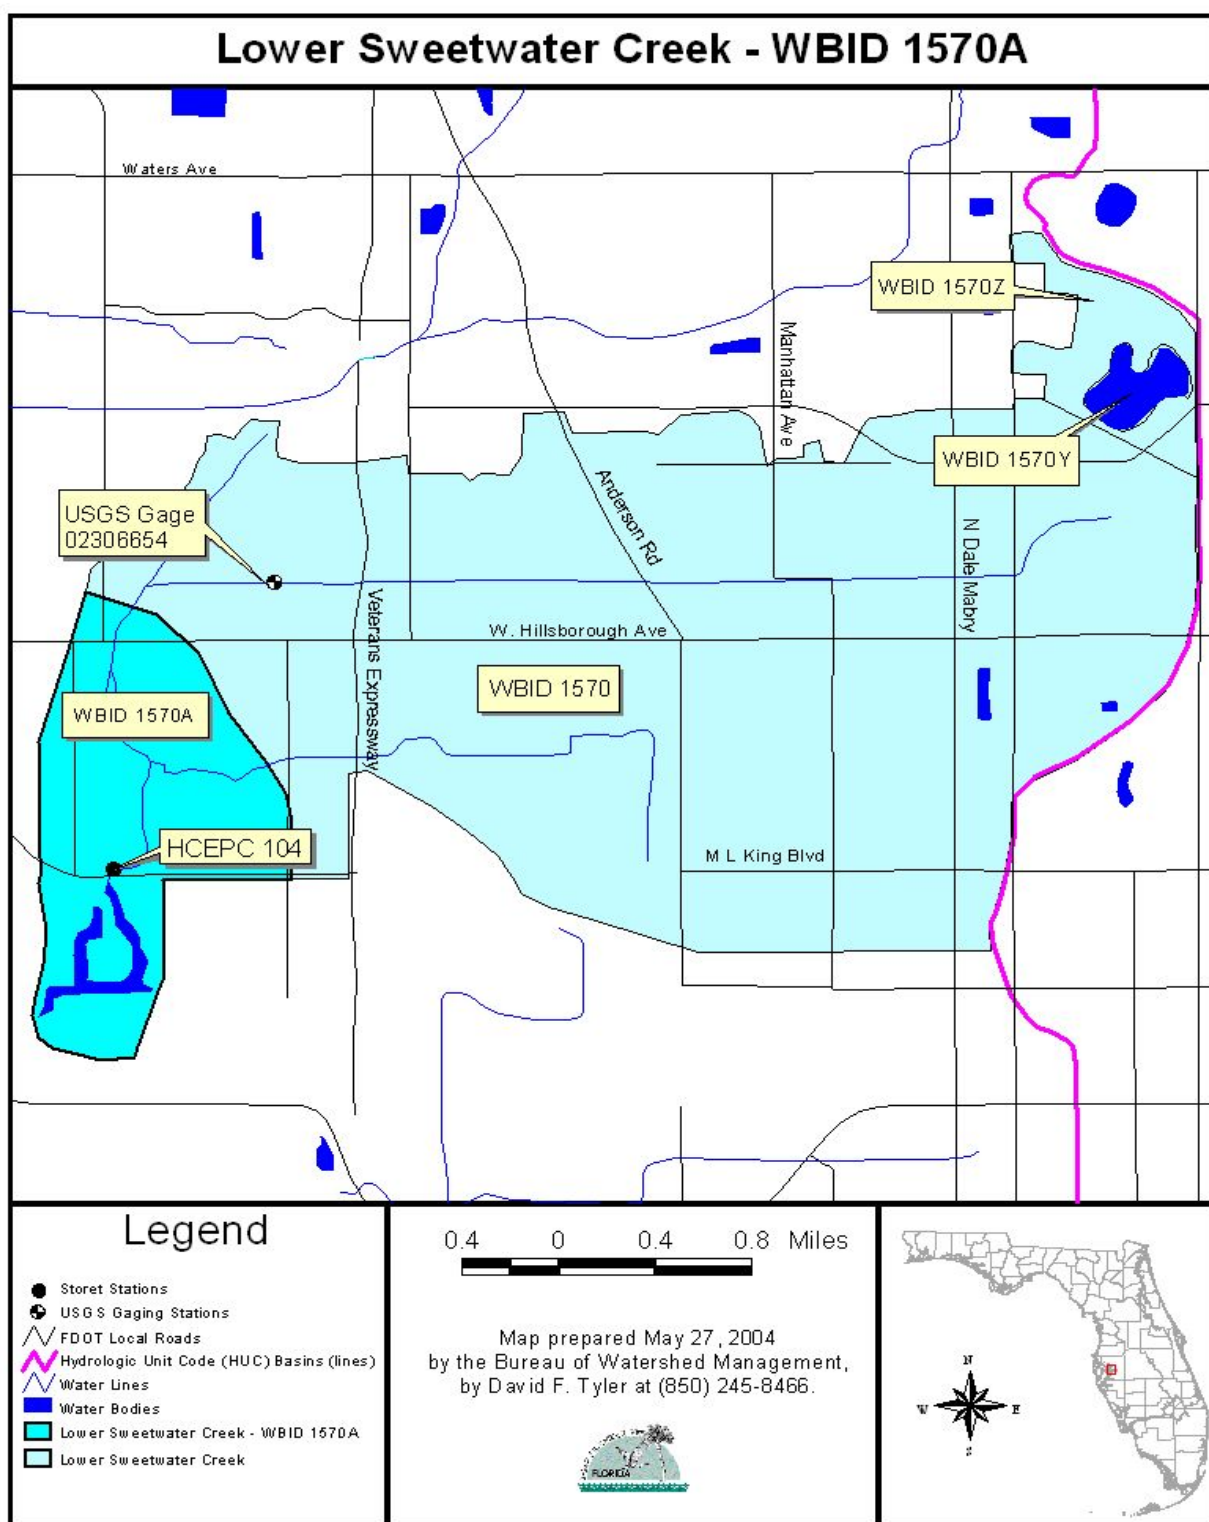 Lower Sweetwater Creek - WBID 1570A
Waters Ave
WBID 1570Z
Manhattan Ave
WBID 1570Y
USGS Gage
02306654
Anderson Rd
N Dale Mabry
Veterans Expressway
W. Hillsborough Ave
WBID 1570
WBID 1570A
HCEPC 104
M L King Blvd
Legend
Storet Stations
USGS Gaging Stations
FDOT Local Roads
Hydrologic Unit Code (HUC) Basins (lines)
Water Lines
Water Bodies
Lower Sweetwater Creek - WBID 1570A
Lower Sweetwater Creek
0.4 0 0.4 0.8 Miles
Map prepared May 27, 2004
by the Bureau of Watershed Management,
by David F. Tyler at (850) 245-8466.
FLORIDA
N
W E
S